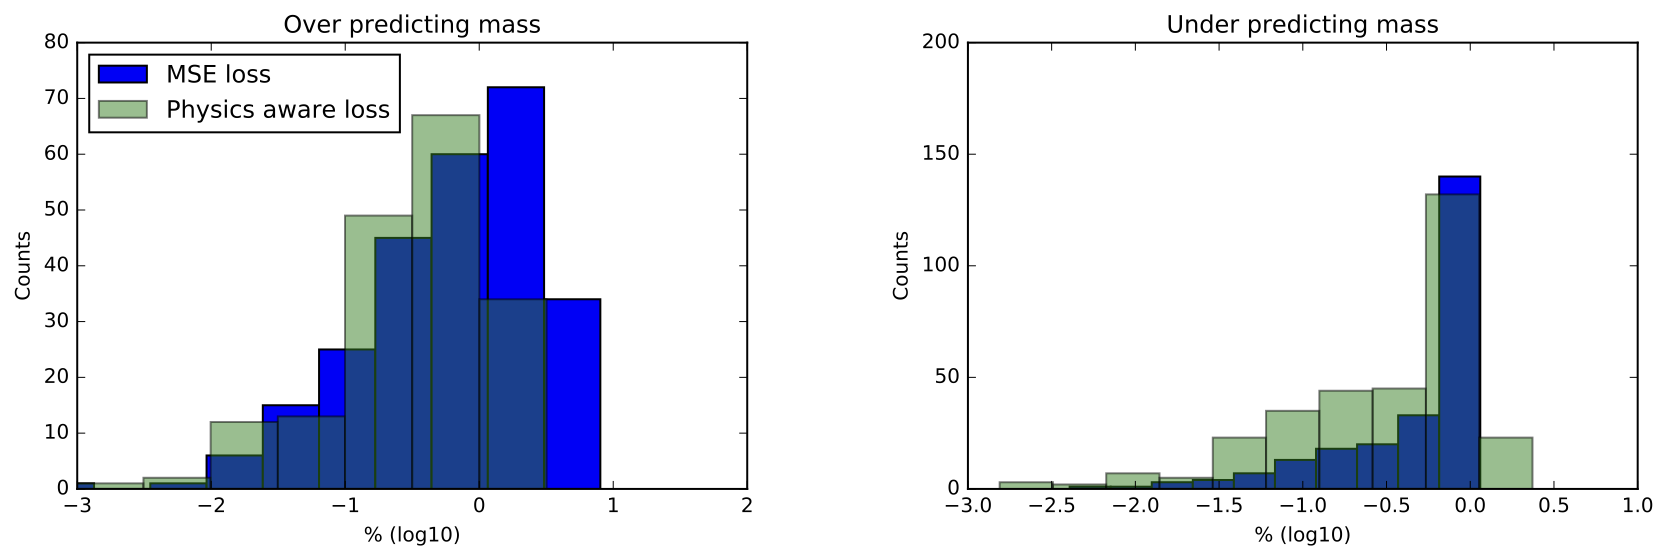 Over predicting mass
80
70
60
50
40
30
20
10
0
Counts
MSE loss
Physics aware loss
−3 −2 −1 0 1 2
% (log10)
Under predicting mass
200
150
100
50
0
Counts
−3.0 −2.5 −2.0 −1.5 −1.0 −0.5 0.0 0.5 1.0
% (log10)